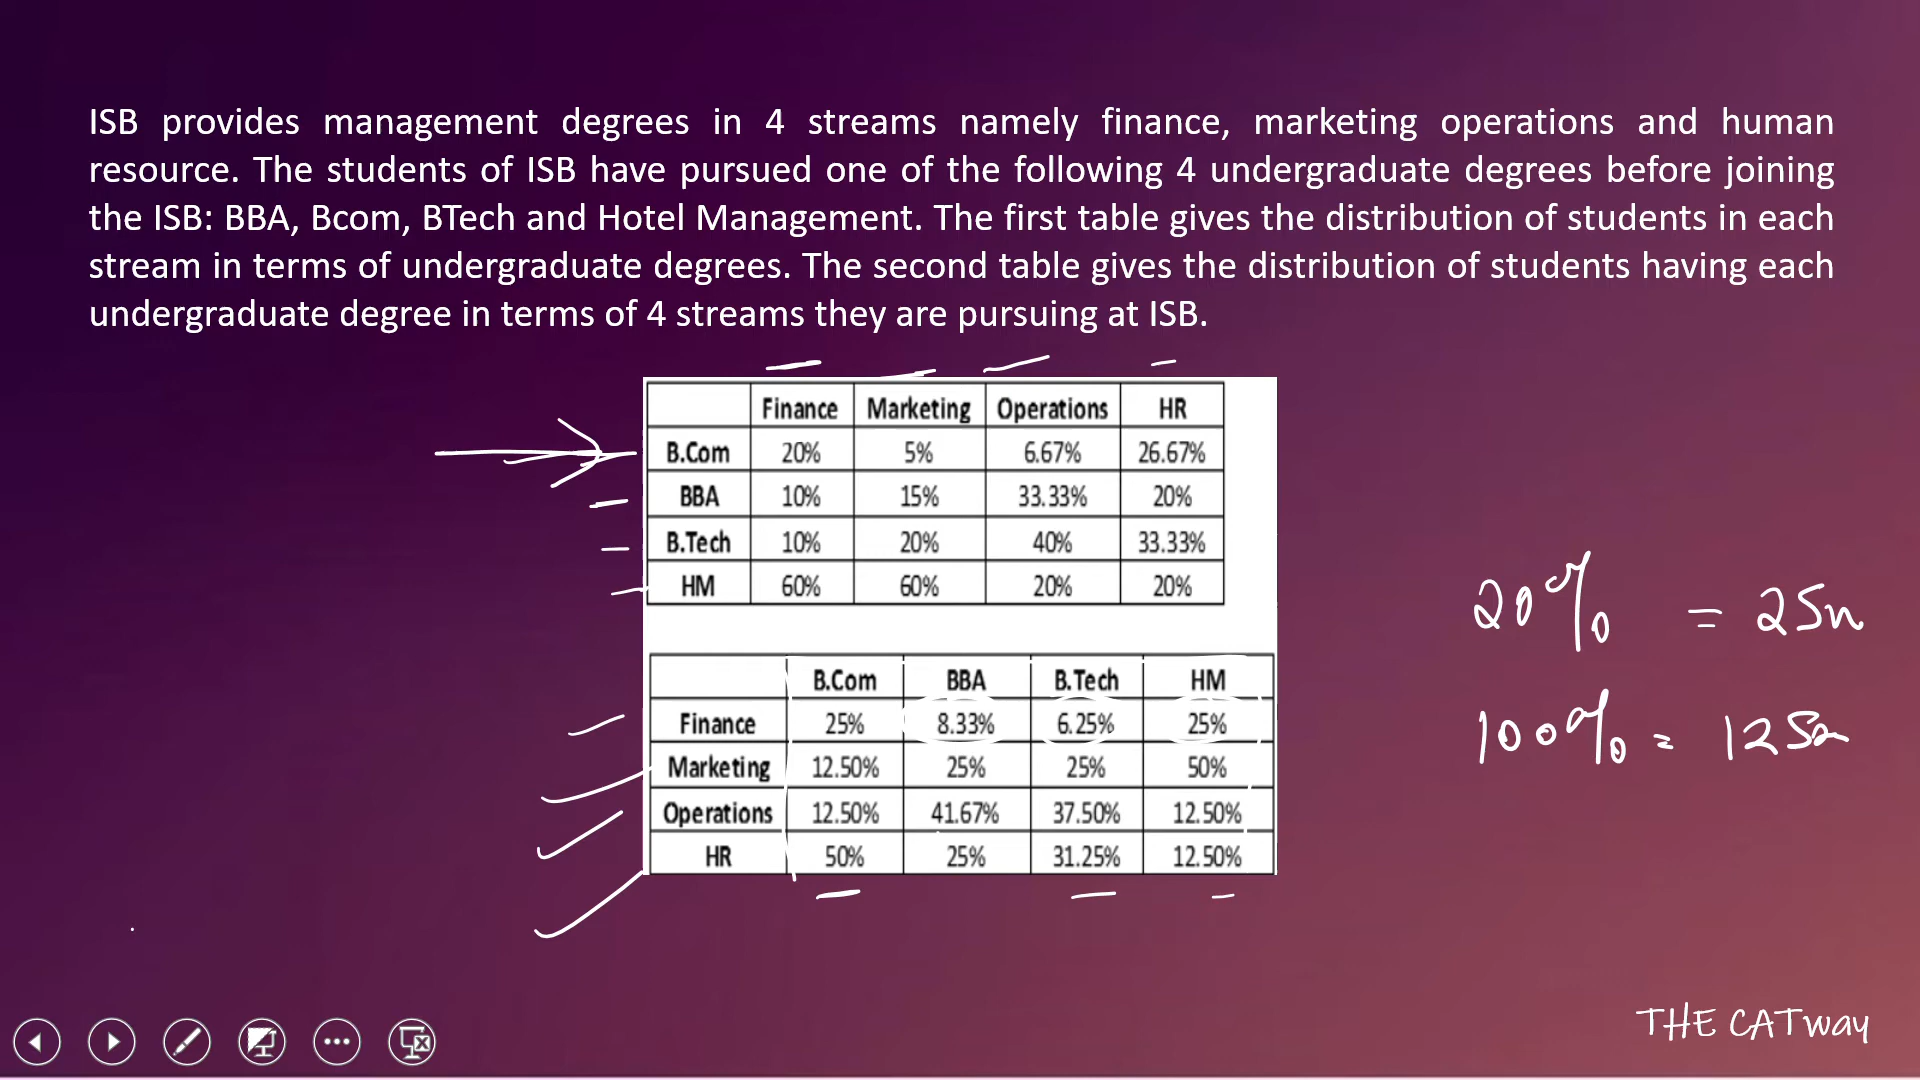 ISB provides management degrees in 4 streams namely finance, marketing operations and human
resource. The students of ISB have pursued one of the following 4 undergraduate degrees before joining
the ISB: BBA, Bcom, BTech and Hotel Management. The first table gives the distribution of students in each
stream in terms of undergraduate degrees. The second table gives the distribution of students having each
undergraduate degree in terms of 4 streams they are pursuing at ISB.
Finance Marketing Operations HR
B.Com 20% 5% 6.67% 26.67%
BBA 10% 15% 33.33% 20%
B.Tech 10% 20% 40% 33.33%
HM 60% 60% 20% 20%
B.Com BBA B.Tech HM
Finance 25% 8.33% 6.25% 25%
Marketing 12.50% 25% 25% 50%
Operations 12.50% 41.67% 37.50% 12.50%
HR 50% 25% 31.25% 12.50%
20% = 25x
100% = 125x
THE CATway